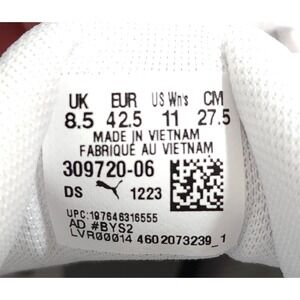 UK EUR US Wn's CM
8.5 42.5 11 27.5
MADE IN VIETNAM
FABRIQUÉ AU VIETNAM
309720-06
DS 1223
UPC:197646316555
AD #BYS2
LVR00014 4602073239_1